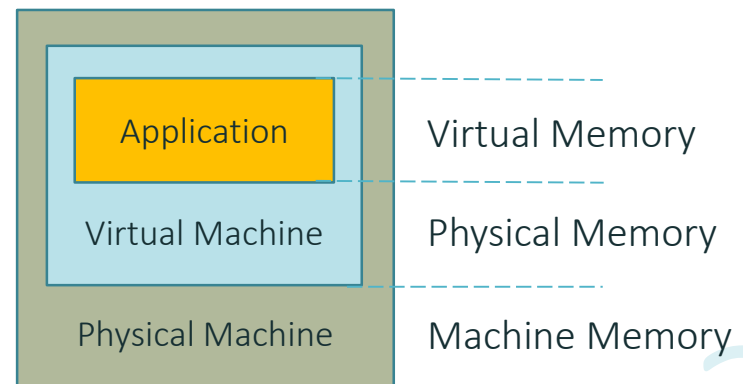 Application
Virtual Memory
Virtual Machine
Physical Memory
Physical Machine
Machine Memory